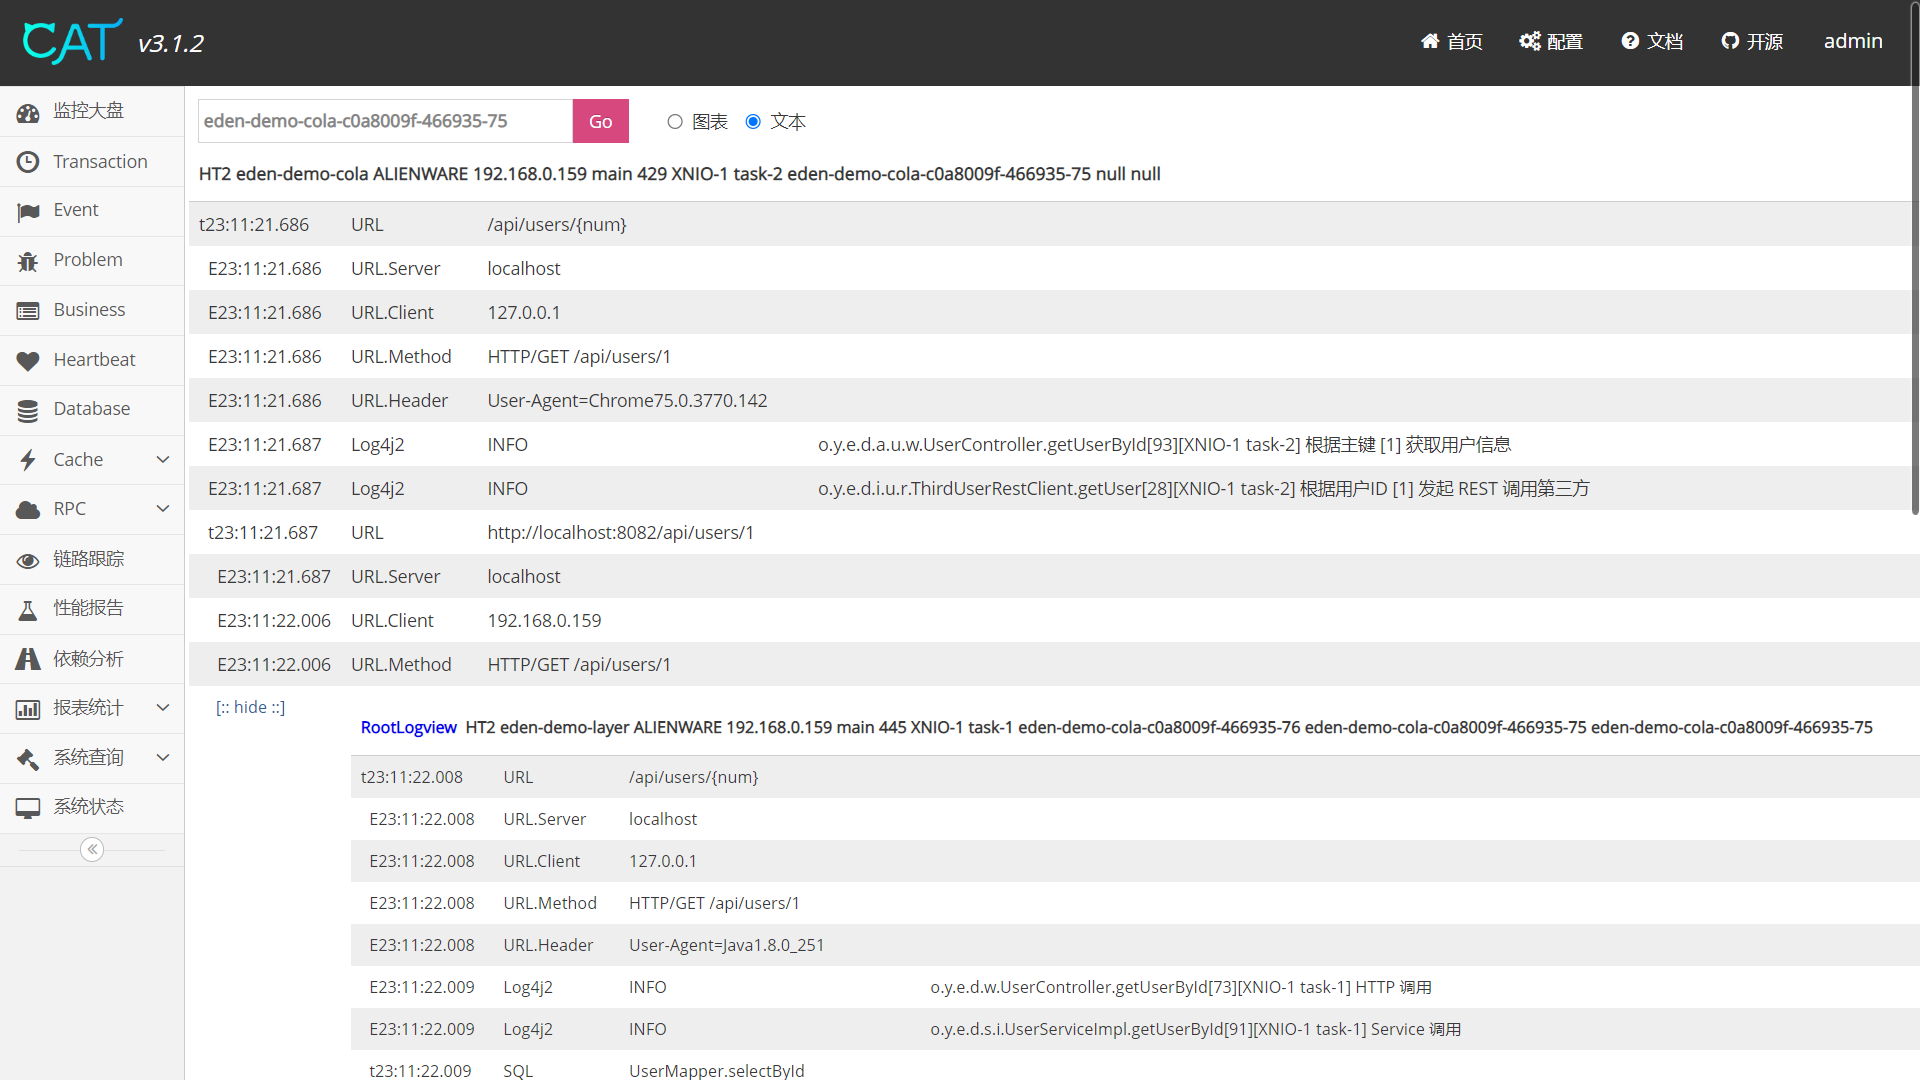 CAT v3.1.2 首页 配置 文档 开源 admin
监控大盘
Transaction
Event
Problem
Business
Heartbeat
Database
Cache
RPC
链路跟踪
性能报告
依赖分析
报表统计
系统查询
系统状态
eden-demo-cola-c0a8009f-466935-75 Go 图表 文本
HT2 eden-demo-cola ALIENWARE 192.168.0.159 main 429 XNIO-1 task-2 eden-demo-cola-c0a8009f-466935-75 null null
t23:11:21.686 URL /api/users/{num}
E23:11:21.686 URL.Server localhost
E23:11:21.686 URL.Client 127.0.0.1
E23:11:21.686 URL.Method HTTP/GET /api/users/1
E23:11:21.686 URL.Header User-Agent=Chrome75.0.3770.142
E23:11:21.687 Log4j2 INFO o.y.e.d.a.u.w.UserController.getUserById[93][XNIO-1 task-2] 根据主键 [1] 获取用户信息
E23:11:21.687 Log4j2 INFO o.y.e.d.i.u.r.ThirdUserRestClient.getUser[28][XNIO-1 task-2] 根据用户ID [1] 发起 REST 调用第三方
t23:11:21.687 URL http://localhost:8082/api/users/1
E23:11:21.687 URL.Server localhost
E23:11:22.006 URL.Client 192.168.0.159
E23:11:22.006 URL.Method HTTP/GET /api/users/1
[:: hide ::]
RootLogview HT2 eden-demo-layer ALIENWARE 192.168.0.159 main 445 XNIO-1 task-1 eden-demo-cola-c0a8009f-466935-76 eden-demo-cola-c0a8009f-466935-75 eden-demo-cola-c0a8009f-466935-75
t23:11:22.008 URL /api/users/{num}
E23:11:22.008 URL.Server localhost
E23:11:22.008 URL.Client 127.0.0.1
E23:11:22.008 URL.Method HTTP/GET /api/users/1
E23:11:22.008 URL.Header User-Agent=Java1.8.0_251
E23:11:22.009 Log4j2 INFO o.y.e.d.w.UserController.getUserById[73][XNIO-1 task-1] HTTP 调用
E23:11:22.009 Log4j2 INFO o.y.e.d.s.i.UserServiceImpl.getUserById[91][XNIO-1 task-1] Service 调用
t23:11:22.009 SQL UserMapper.selectById